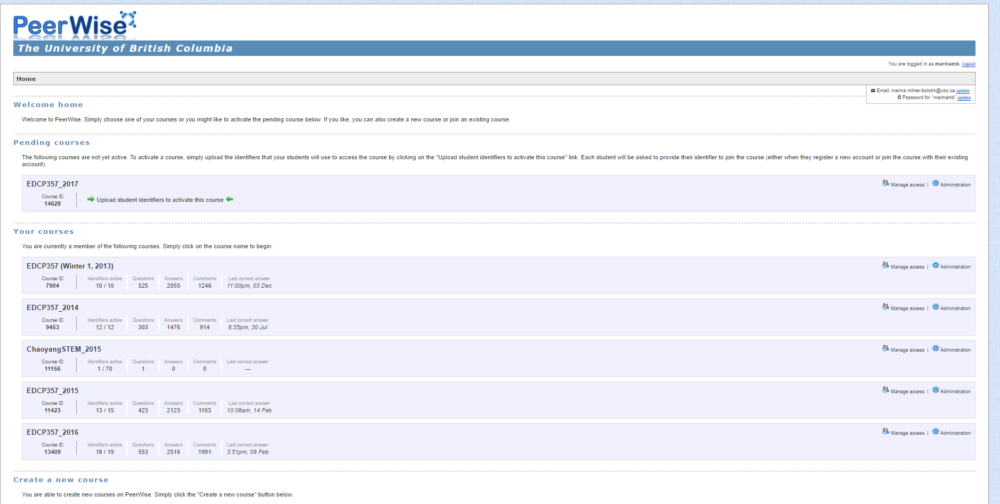 PeerWise
The University of British Columbia
You are logged in as marinamb. Logout
Home
Email: marina.milner-bolotin@ubc.ca update
Password for "marinamb" update
Welcome home
Welcome to PeerWise. Simply choose one of your courses or you might like to activate the pending course below. If you like, you can also create a new course or join an existing course.
Pending courses
The following courses are not yet active. To activate a course, simply upload the identifiers that your students will use to access the course by clicking on the "Upload student identifiers to activate this course" link. Each student will be asked to provide their identifier to join the course (either when they register a new account or join the course with their existing
account).
EDCP357_2017 Manage access | Administration
Course ID
14628 Upload student identifiers to activate this course
Your courses
You are currently a member of the following courses. Simply click on the course name to begin.
EDCP357 (Winter 1, 2013) Manage access | Administration
Course ID Identifiers active Questions Answers Comments Last correct answer
7904 10 / 10 525 2055 1246 11:00pm, 03 Dec
EDCP357_2014 Manage access | Administration
Course ID Identifiers active Questions Answers Comments Last correct answer
9453 12 / 12 303 1476 914 8:35pm, 30 Jul
ChaoyangSTEM_2015 Manage access | Administration
Course ID Identifiers active Questions Answers Comments Last correct answer
11156 1 / 70 1 0 0 ---
EDCP357_2015 Manage access | Administration
Course ID Identifiers active Questions Answers Comments Last correct answer
11423 13 / 15 423 2123 1103 10:08am, 14 Feb
EDCP357_2016 Manage access | Administration
Course ID Identifiers active Questions Answers Comments Last correct answer
13409 18 / 19 553 2516 1991 3:51pm, 09 Feb
Create a new course
You are able to create new courses on PeerWise. Simply click the "Create a new course" button below.